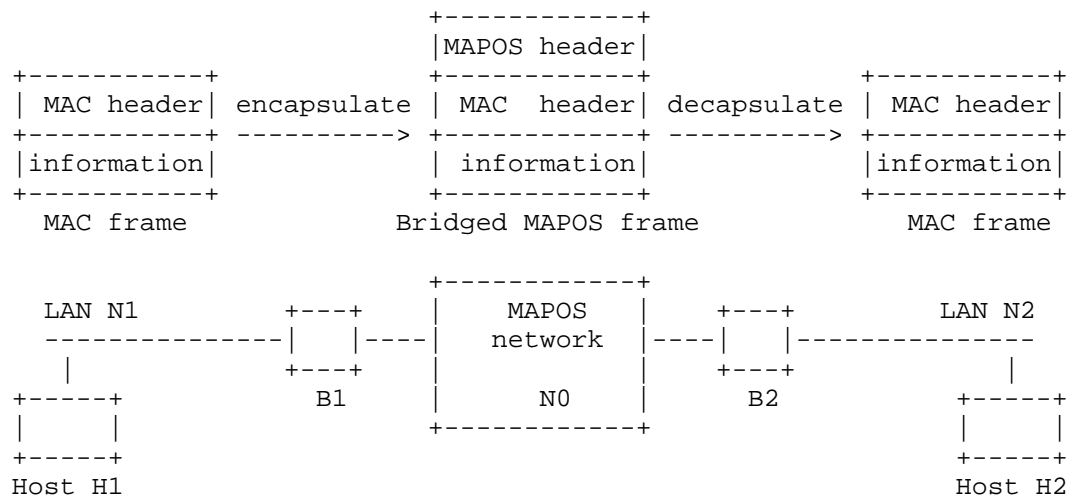 MAPOS header
MAC header encapsulate MAC header decapsulate MAC header
information information information
MAC frame Bridged MAPOS frame MAC frame
LAN N1 MAPOS LAN N2
network
B1 N0 B2
Host H1 Host H2